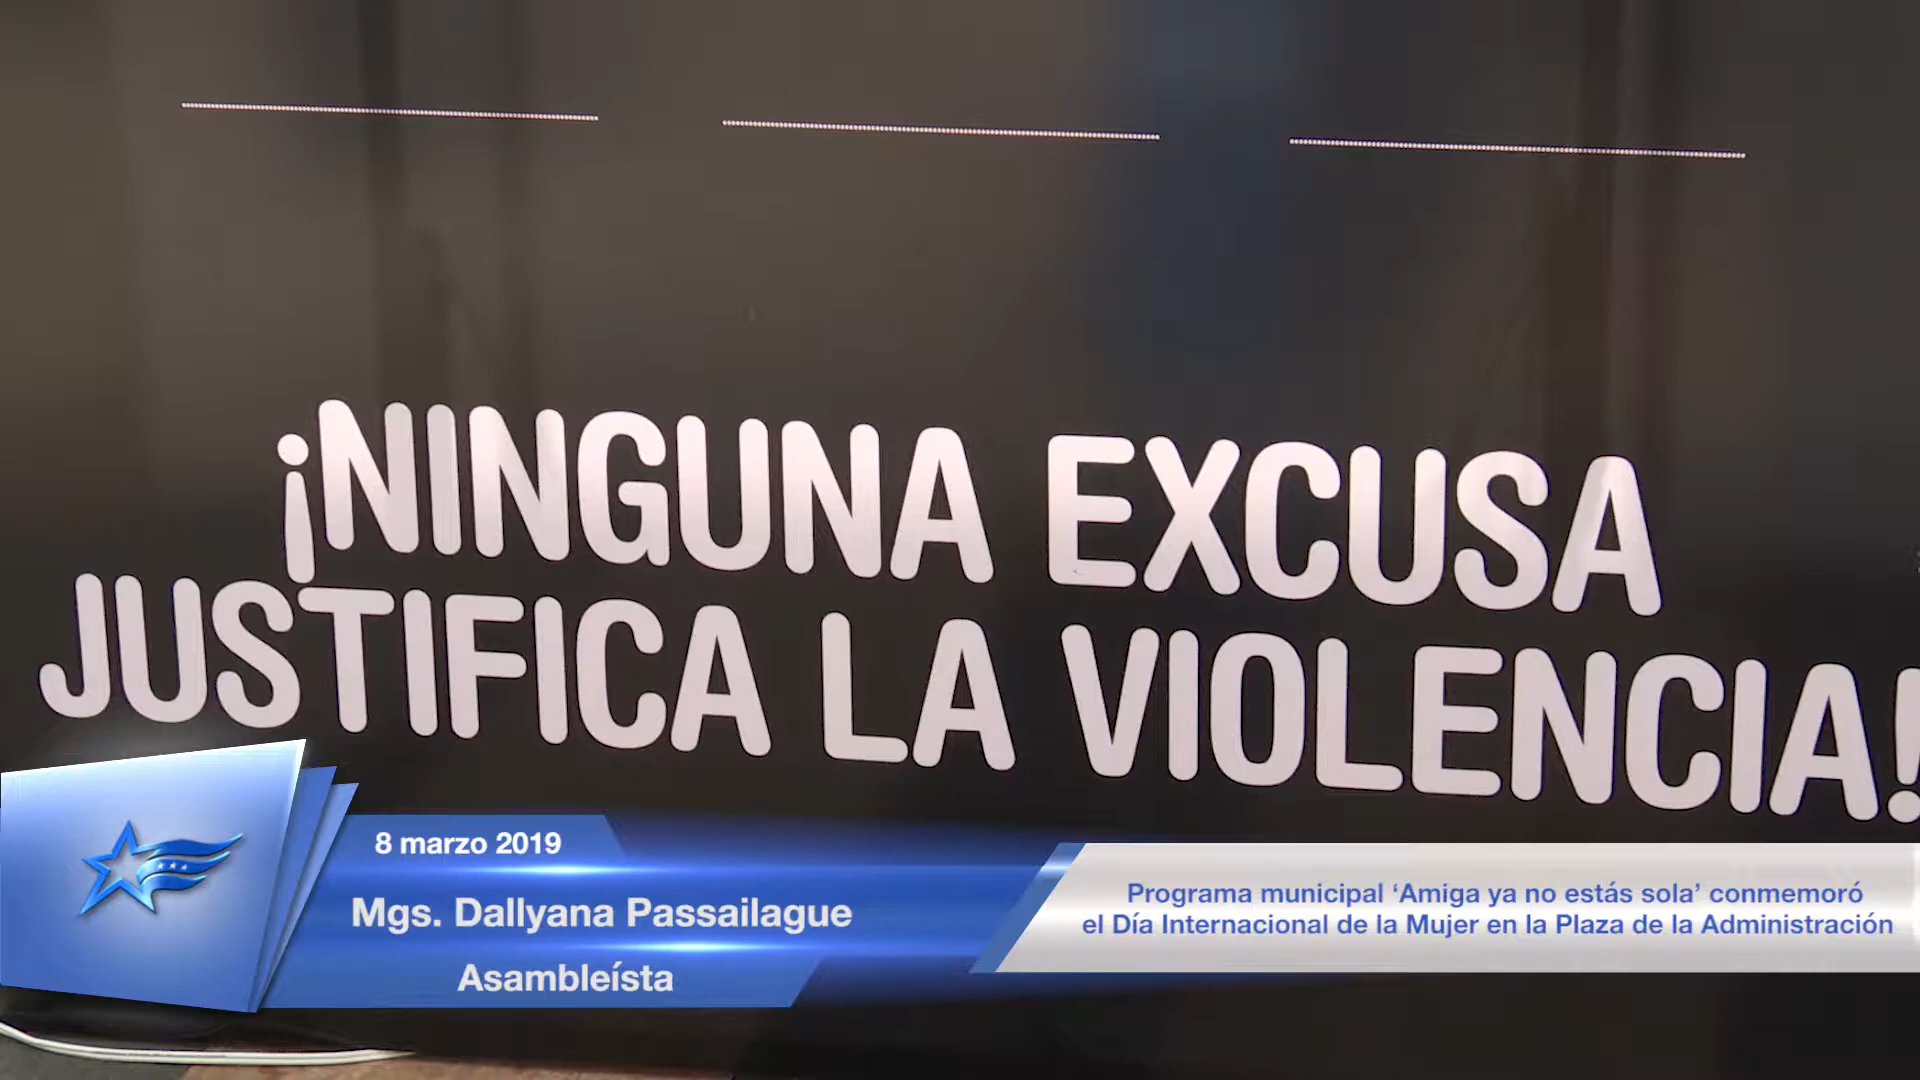 ¡NINGUNA EXCUSA
JUSTIFICA LA VIOLENCIA!
8 marzo 2019
Mgs. Dallyana Passailague
Asambleísta
Programa municipal ‘Amiga ya no estás sola’ conmemoró
el Día Internacional de la Mujer en la Plaza de la Administración